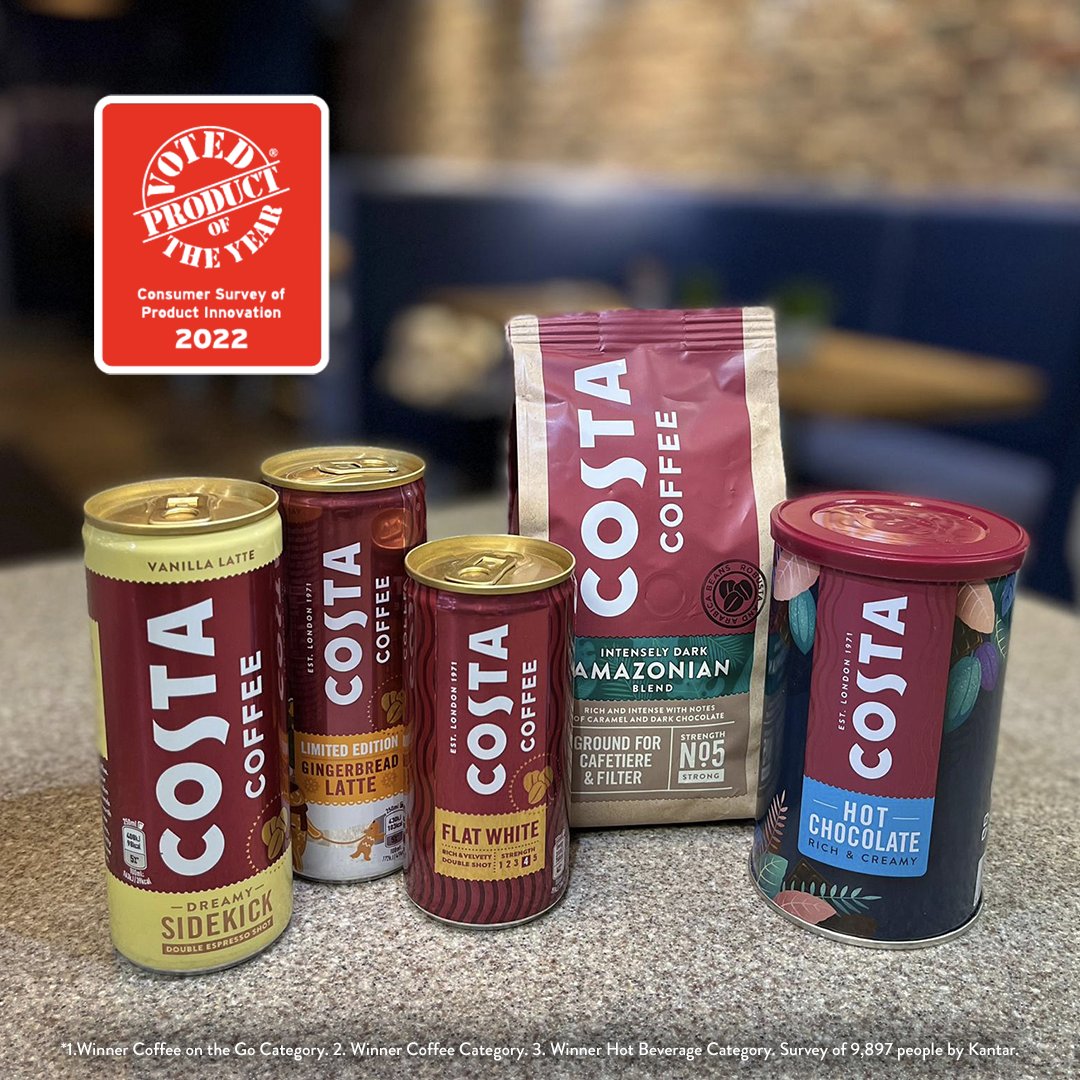 VOTED
PRODUCT
OF
THE YEAR
®
Consumer Survey of
Product Innovation
2022
VANILLA LATTE
COSTA
COFFEE
DREAMY
SIDEKICK
DOUBLE ESPRESSO SHOT
EST. LONDON 1971
COSTA
COFFEE
LIMITED EDITION
GINGERBREAD
LATTE
EST. LONDON 1971
COSTA
COFFEE
FLAT WHITE
RICH & VELVETY
DOUBLE SHOT
STRENGTH
1 2 3 4 5
COSTA
COFFEE
INTENSELY DARK
AMAZONIAN
BLEND
RICH AND INTENSE WITH NOTES
OF CARAMEL AND DARK CHOCOLATE
GROUND FOR
CAFETIERE
& FILTER
STRENGTH
Nº5
STRONG
EST. LONDON 1971
COSTA
COFFEE
HOT
CHOCOLATE
RICH & CREAMY
*1.Winner Coffee on the Go Category. 2. Winner Coffee Category. 3. Winner Hot Beverage Category. Survey of 9,897 people by Kantar.